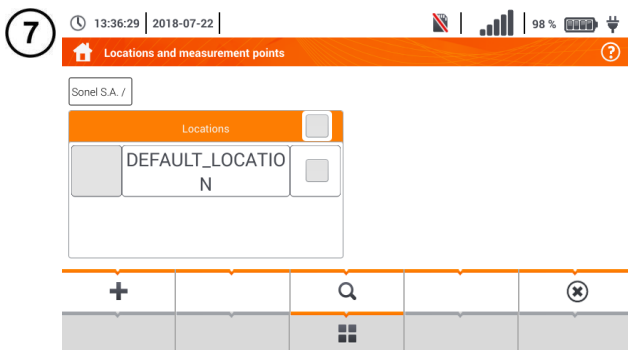 7
13:36:29 2018-07-22 98 %
Locations and measurement points ?
Sonel S.A. /
Locations
DEFAULT_LOCATIO
N